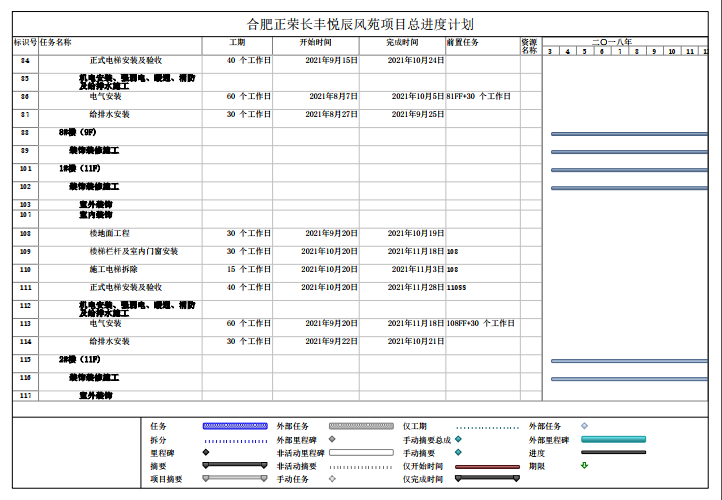 合肥正荣长丰悦辰风苑项目总进度计划
标识号 任务名称 工期 开始时间 完成时间 前置任务 资源名称 二〇一八年
3 4 5 6 7 8 9 10 11 1
84 正式电梯安装及验收 40 个工作日 2021年9月15日 2021年10月24日
85 机电安装、强弱电、暖通、消防及给排水施工
86 电气安装 60 个工作日 2021年8月7日 2021年10月5日 81FF+30 个工作日
87 给排水安装 30 个工作日 2021年8月27日 2021年9月25日
88 8#楼（9F）
89 装饰装修施工
101 1#楼（11F）
102 装饰装修施工
103 室外装饰
107 室内装饰
108 楼地面工程 30 个工作日 2021年9月20日 2021年10月19日
109 楼梯栏杆及室内门窗安装 30 个工作日 2021年10月20日 2021年11月18日 108
110 施工电梯拆除 15 个工作日 2021年10月20日 2021年11月3日 108
111 正式电梯安装及验收 40 个工作日 2021年10月20日 2021年11月28日 110SS
112 机电安装、强弱电、暖通、消防及给排水施工
113 电气安装 60 个工作日 2021年9月20日 2021年11月18日 108FF+30 个工作日
114 给排水安装 30 个工作日 2021年9月22日 2021年10月21日
115 2#楼（11F）
116 装饰装修施工
117 室外装饰
任务 外部任务 仅工期 外部任务
拆分 外部里程碑 手动摘要总成 外部里程碑
里程碑 非活动里程碑 手动摘要 进度
摘要 非活动摘要 仅开始时间 期限
项目摘要 手动任务 仅完成时间